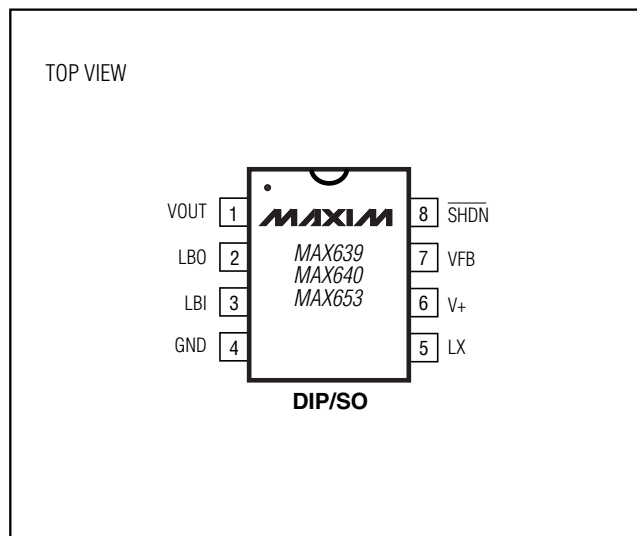 TOP VIEW
VOUT 1 MAXIM 8 SHDN
LBO 2 MAX639 7 VFB
MAX640
LBI 3 MAX653 6 V+
GND 4 5 LX
DIP/SO